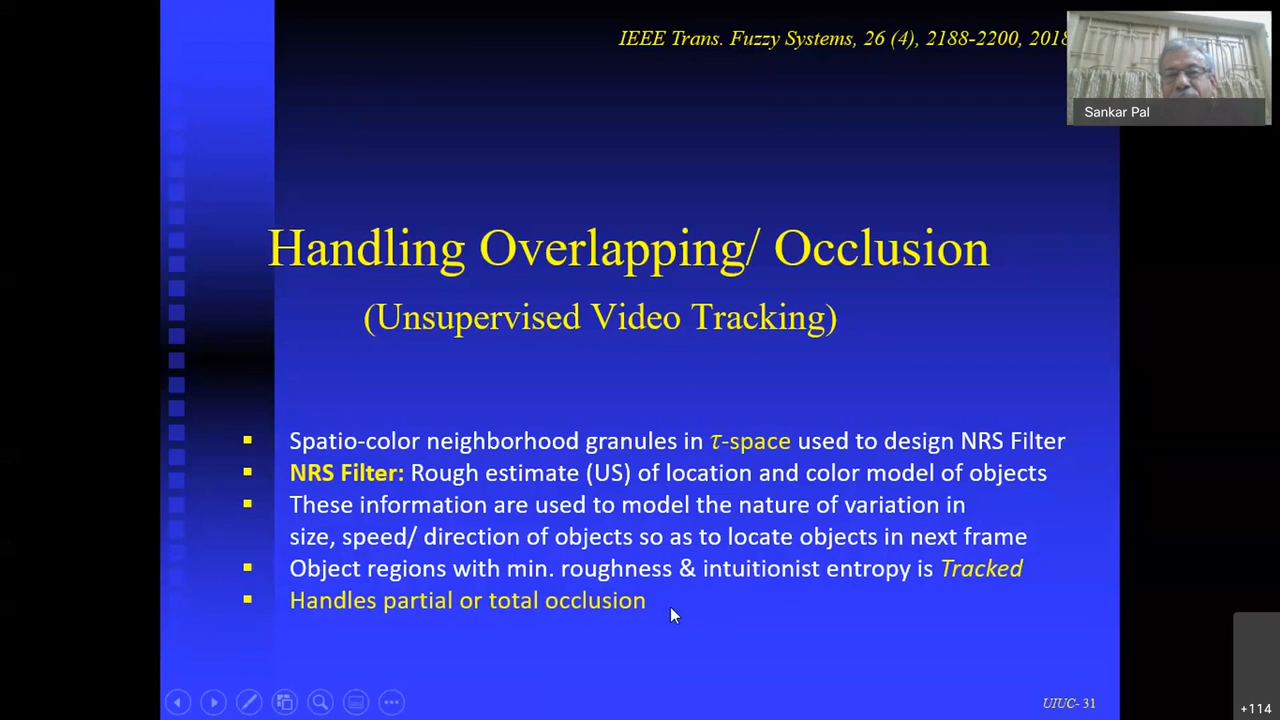 IEEE Trans. Fuzzy Systems, 26 (4), 2188-2200, 2018
Sankar Pal
Handling Overlapping/ Occlusion
(Unsupervised Video Tracking)
▪ Spatio-color neighborhood granules in τ-space used to design NRS Filter
▪ NRS Filter: Rough estimate (US) of location and color model of objects
▪ These information are used to model the nature of variation in
size, speed/ direction of objects so as to locate objects in next frame
▪ Object regions with min. roughness & intuitionist entropy is Tracked
▪ Handles partial or total occlusion
UIUC- 31
+114